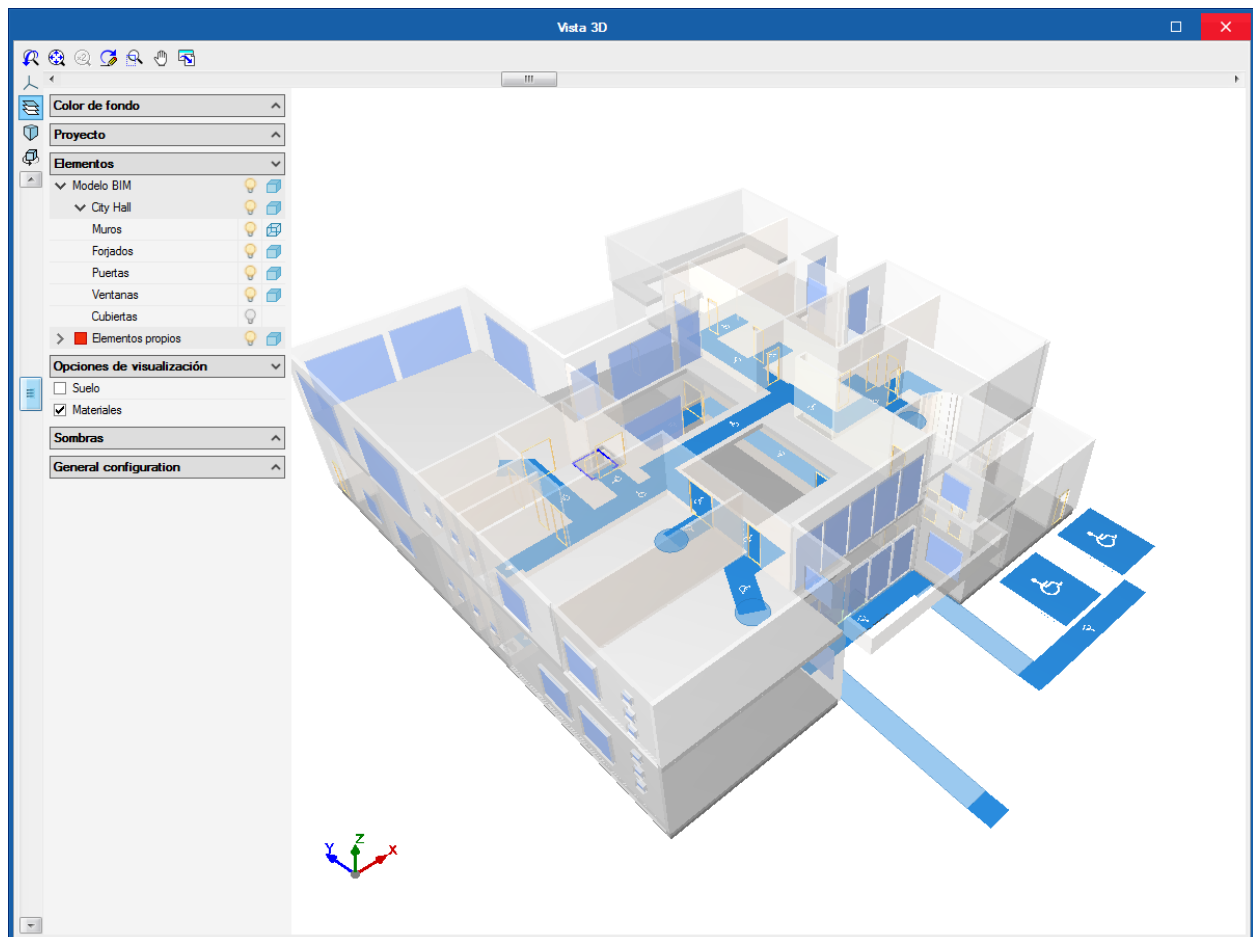 Vista 3D
Color de fondo
Proyecto
Elementos
Modelo BIM
City Hall
Muros
Forjados
Puertas
Ventanas
Cubiertas
Elementos propios
Opciones de visualización
Suelo
Materiales
Sombras
General configuration
Z
Y
X